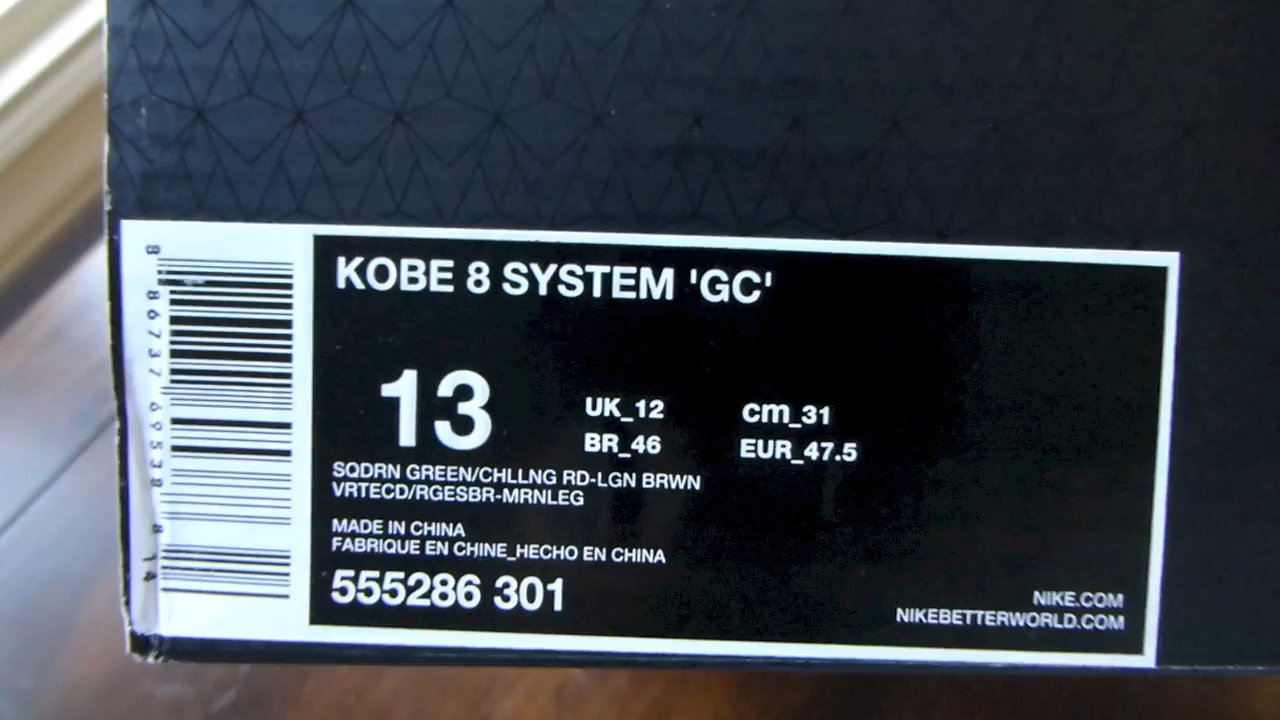 KOBE 8 SYSTEM 'GC'
13
UK_12
cm_31
BR_46
EUR_47.5
SQDRN GREEN/CHLLNG RD-LGN BRWN
VRTECD/RGESBR-MRNLEG
MADE IN CHINA
FABRIQUE EN CHINE_HECHO EN CHINA
555286 301
NIKE.COM
NIKEBETTERWORLD.COM
8 86737 69538 8 14